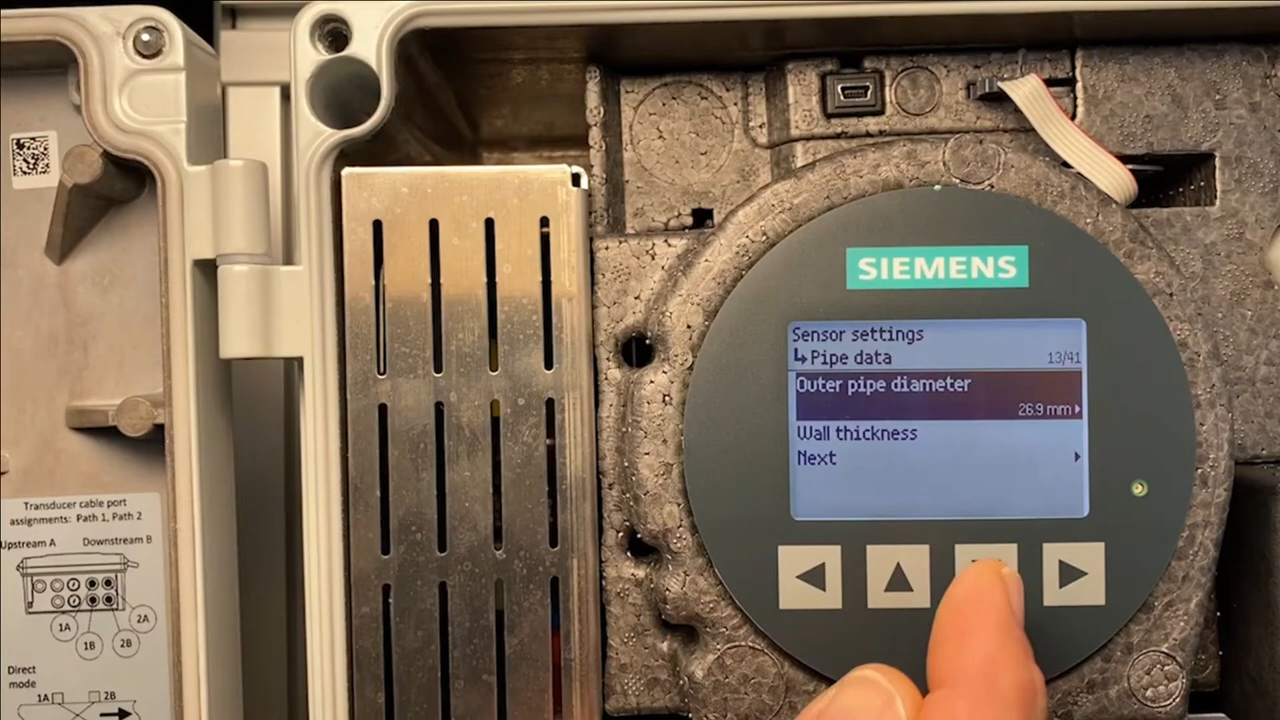 SIEMENS
Sensor settings
Pipe data 13/41
Outer pipe diameter
26.9 mm
Wall thickness
Next
Transducer cable port
assignments: Path 1, Path 2
Upstream A Downstream B
2A
1A
1B 2B
Direct
mode
1A 2B